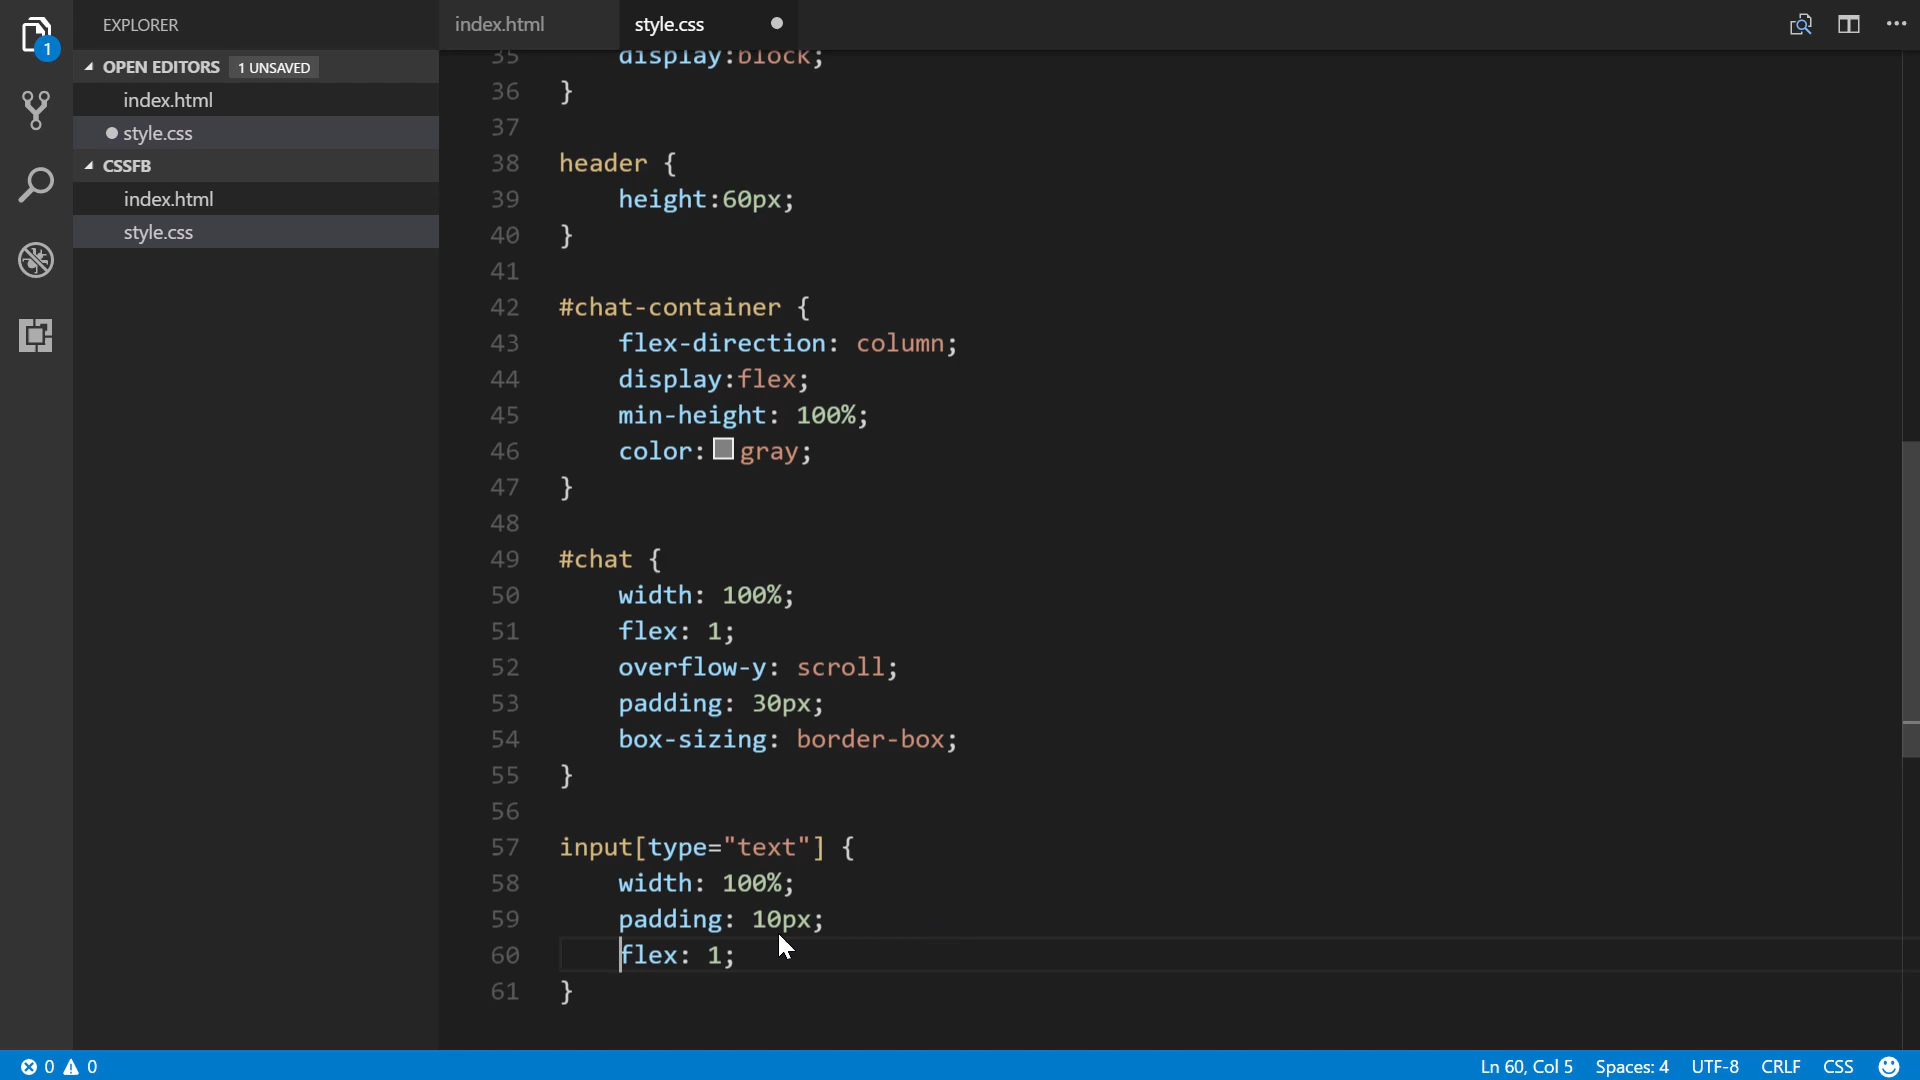 EXPLORER
index.html
style.css
1
OPEN EDITORS
1 UNSAVED
index.html
style.css
CSSFB
index.html
style.css
35 display:block;
36 }
37
38 header {
39 height:60px;
40 }
41
42 #chat-container {
43 flex-direction: column;
44 display:flex;
45 min-height: 100%;
46 color: gray;
47 }
48
49 #chat {
50 width: 100%;
51 flex: 1;
52 overflow-y: scroll;
53 padding: 30px;
54 box-sizing: border-box;
55 }
56
57 input[type="text"] {
58 width: 100%;
59 padding: 10px;
60 flex: 1;
61 }
0 0 Ln 60, Col 5 Spaces: 4 UTF-8 CRLF CSS